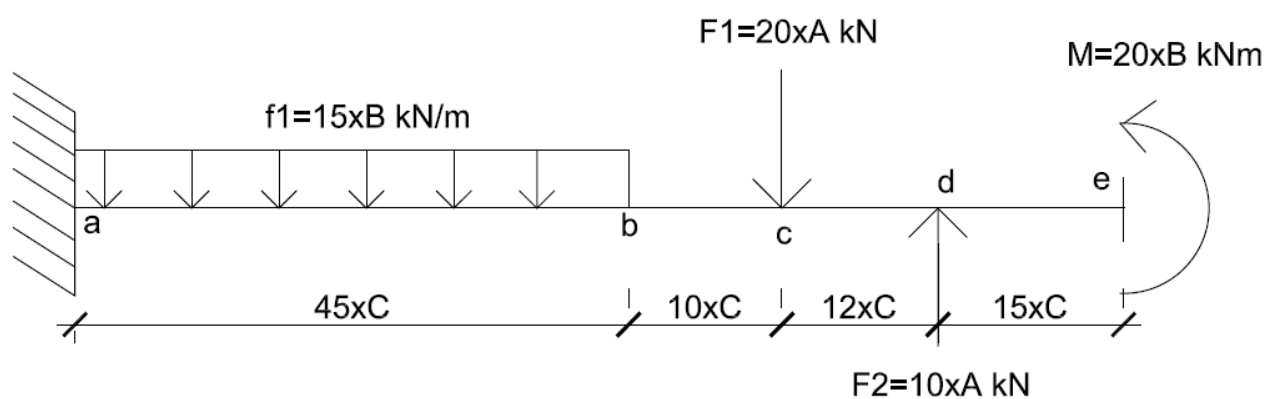 F1=20xA kN
M=20xB kNm
f1=15xB kN/m
a
b
c
d
e
45xC
10xC
12xC
15xC
F2=10xA kN